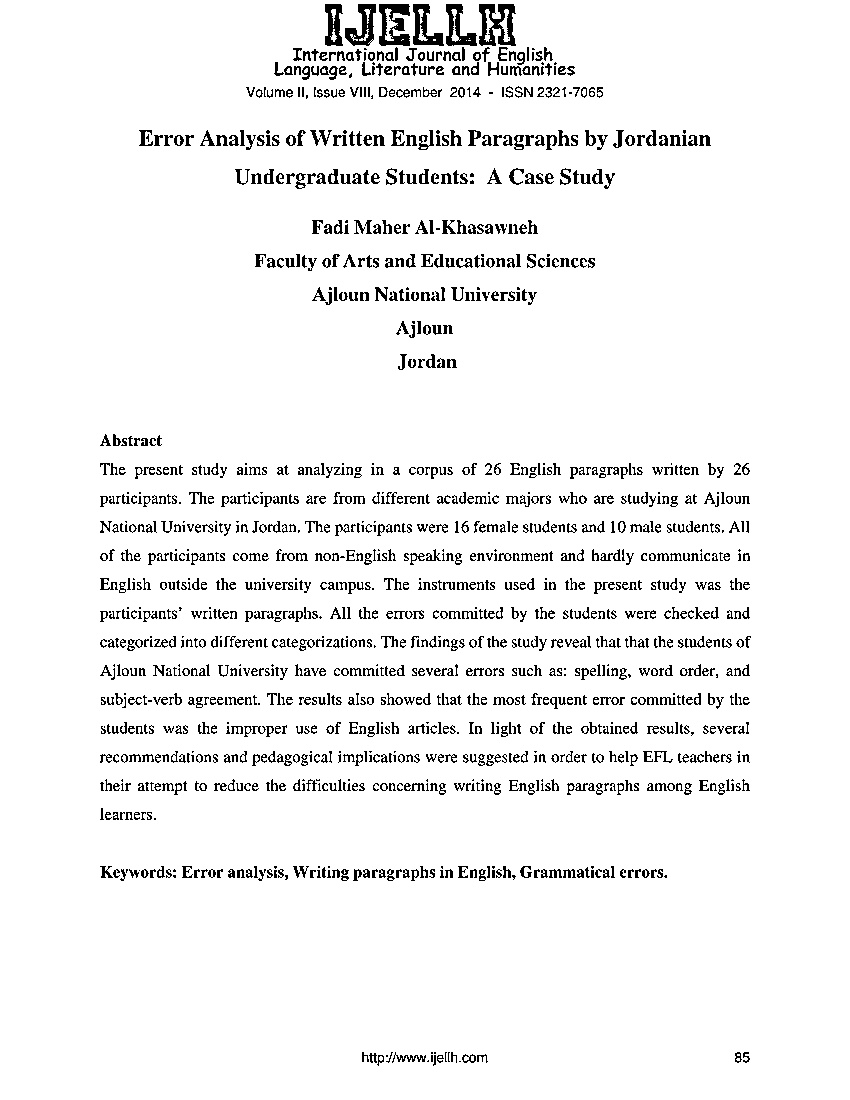 IJELLH
International Journal of English
Language, Literature and Humanities
Volume II, Issue VIII, December 2014 - ISSN 2321-7065
Error Analysis of Written English Paragraphs by Jordanian
Undergraduate Students: A Case Study
Fadi Maher Al-Khasawneh
Faculty of Arts and Educational Sciences
Ajloun National University
Ajloun
Jordan
Abstract
The present study aims at analyzing in a corpus of 26 English paragraphs written by 26
participants. The participants are from different academic majors who are studying at Ajloun
National University in Jordan. The participants were 16 female students and 10 male students. All
of the participants come from non-English speaking environment and hardly communicate in
English outside the university campus. The instruments used in the present study was the
participants' written paragraphs. All the errors committed by the students were checked and
categorized into different categorizations. The findings of the study reveal that that the students of
Ajloun National University have committed several errors such as: spelling, word order, and
subject-verb agreement. The results also showed that the most frequent error committed by the
students was the improper use of English articles. In light of the obtained results, several
recommendations and pedagogical implications were suggested in order to help EFL teachers in
their attempt to reduce the difficulties concerning writing English paragraphs among English
learners.
Keywords: Error analysis, Writing paragraphs in English, Grammatical errors.
http://www.ijellh.com 85